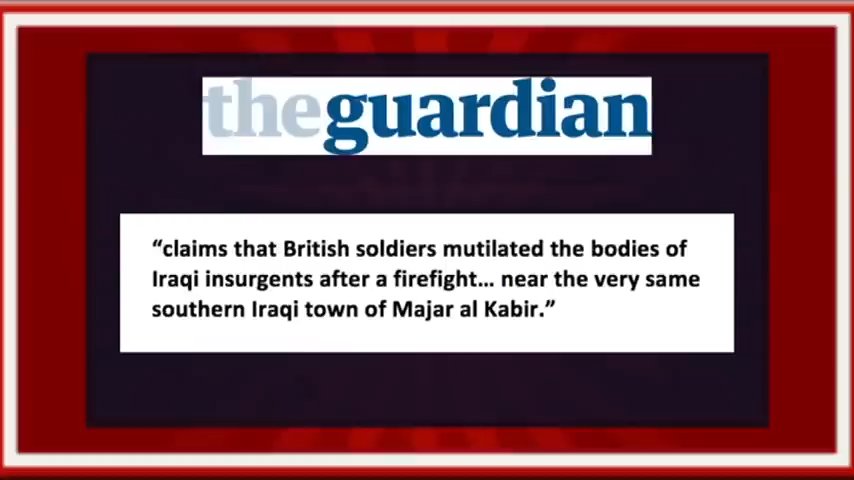 theguardian
“claims that British soldiers mutilated the bodies of
Iraqi insurgents after a firefight… near the very same
southern Iraqi town of Majar al Kabir.”